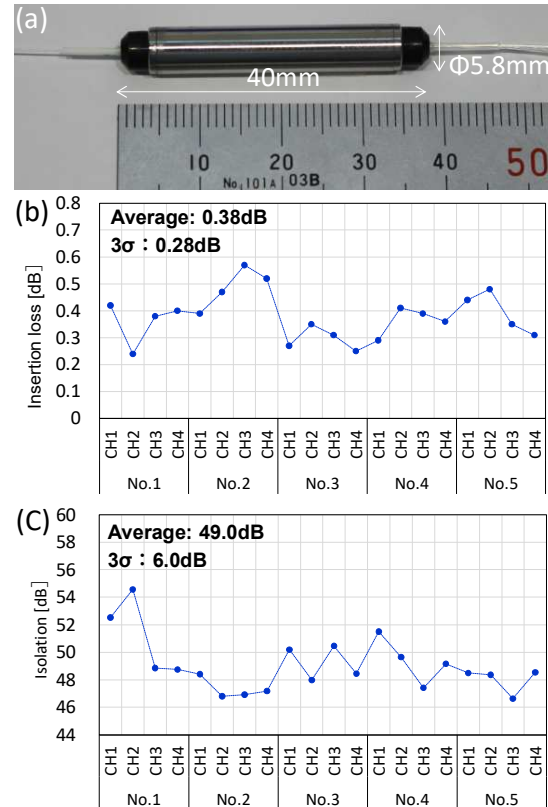 (a)
40mm
Φ5.8mm
10 20 30 40 50
No.101A 03B
(b)
Average: 0.38dB
3σ：0.28dB
Insertion loss [dB]
0.8
0.7
0.6
0.5
0.4
0.3
0.2
0.1
0
CH1 CH2 CH3 CH4 CH1 CH2 CH3 CH4 CH1 CH2 CH3 CH4 CH1 CH2 CH3 CH4 CH1 CH2 CH3 CH4
No.1 No.2 No.3 No.4 No.5
(C)
Average: 49.0dB
3σ：6.0dB
Isolation [dB]
60
58
56
54
52
50
48
46
44
CH1 CH2 CH3 CH4 CH1 CH2 CH3 CH4 CH1 CH2 CH3 CH4 CH1 CH2 CH3 CH4 CH1 CH2 CH3 CH4
No.1 No.2 No.3 No.4 No.5